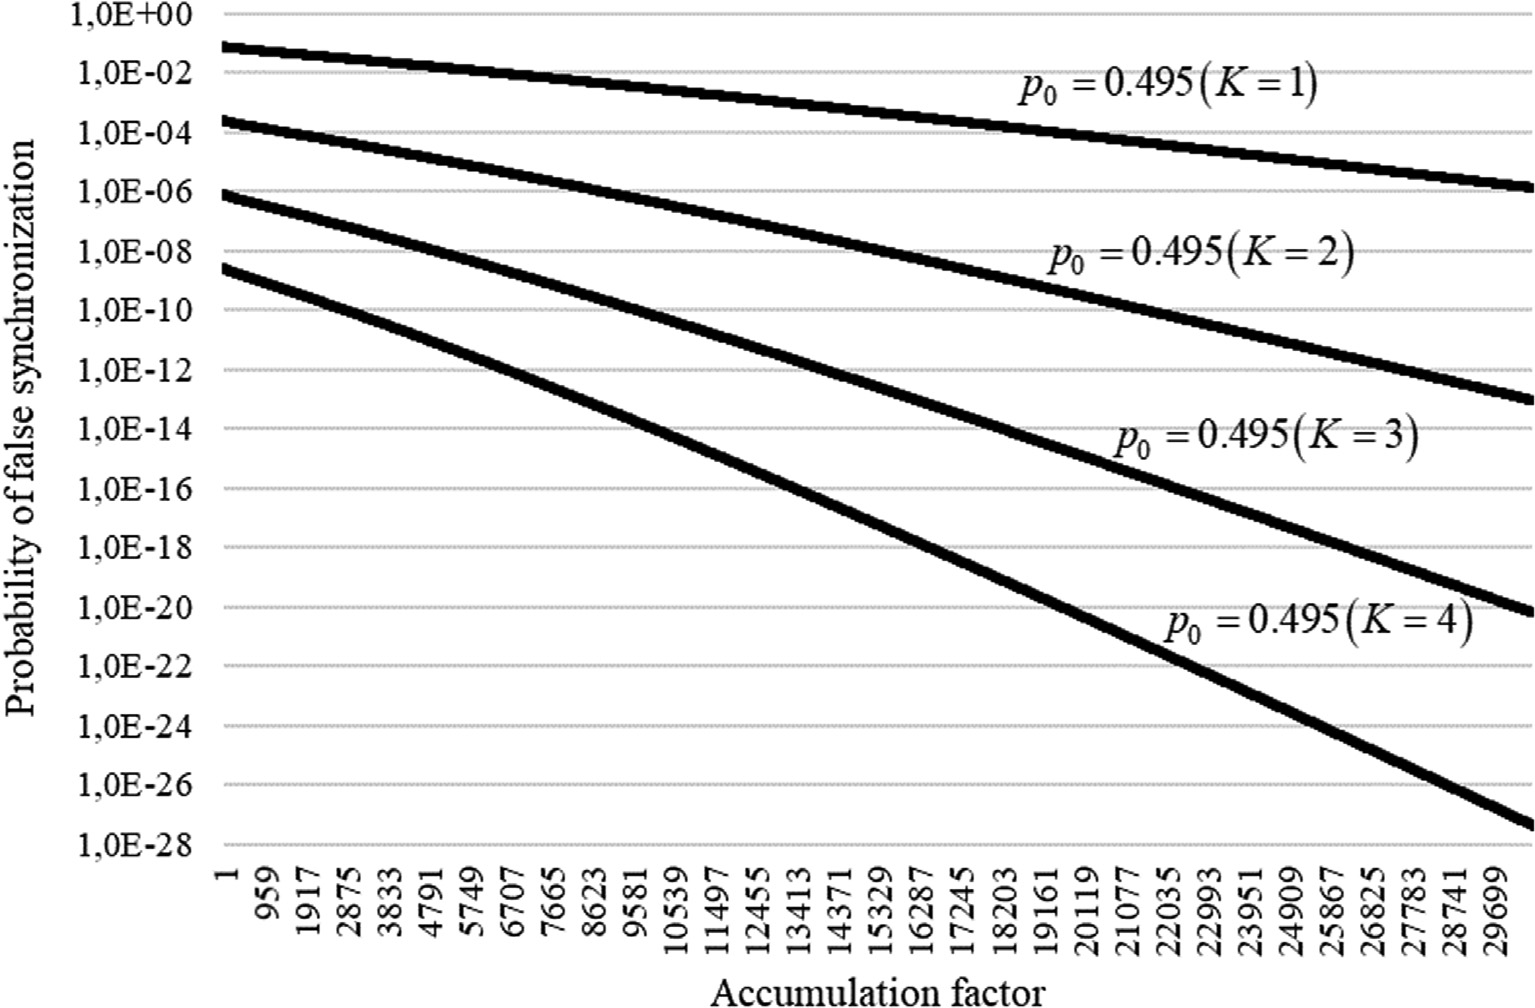 Probability of false synchronization
1,0E+00
1,0E-02
1,0E-04
1,0E-06
1,0E-08
1,0E-10
1,0E-12
1,0E-14
1,0E-16
1,0E-18
1,0E-20
1,0E-22
1,0E-24
1,0E-26
1,0E-28
p₀ = 0.495(K = 1)
p₀ = 0.495(K = 2)
p₀ = 0.495(K = 3)
p₀ = 0.495(K = 4)
1
959
1917
2875
3833
4791
5749
6707
7665
8623
9581
10539
11497
12455
13413
14371
15329
16287
17245
18203
19161
20119
21077
22035
22993
23951
24909
25867
26825
27783
28741
29699
Accumulation factor